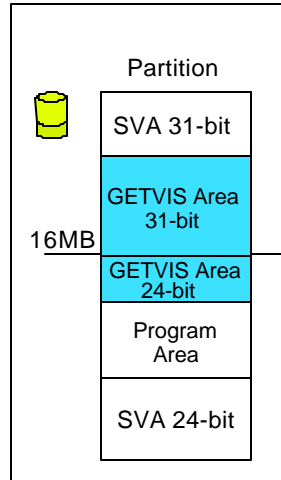 Partition
SVA 31-bit
GETVIS Area
31-bit
16MB
GETVIS Area
24-bit
Program
Area
SVA 24-bit